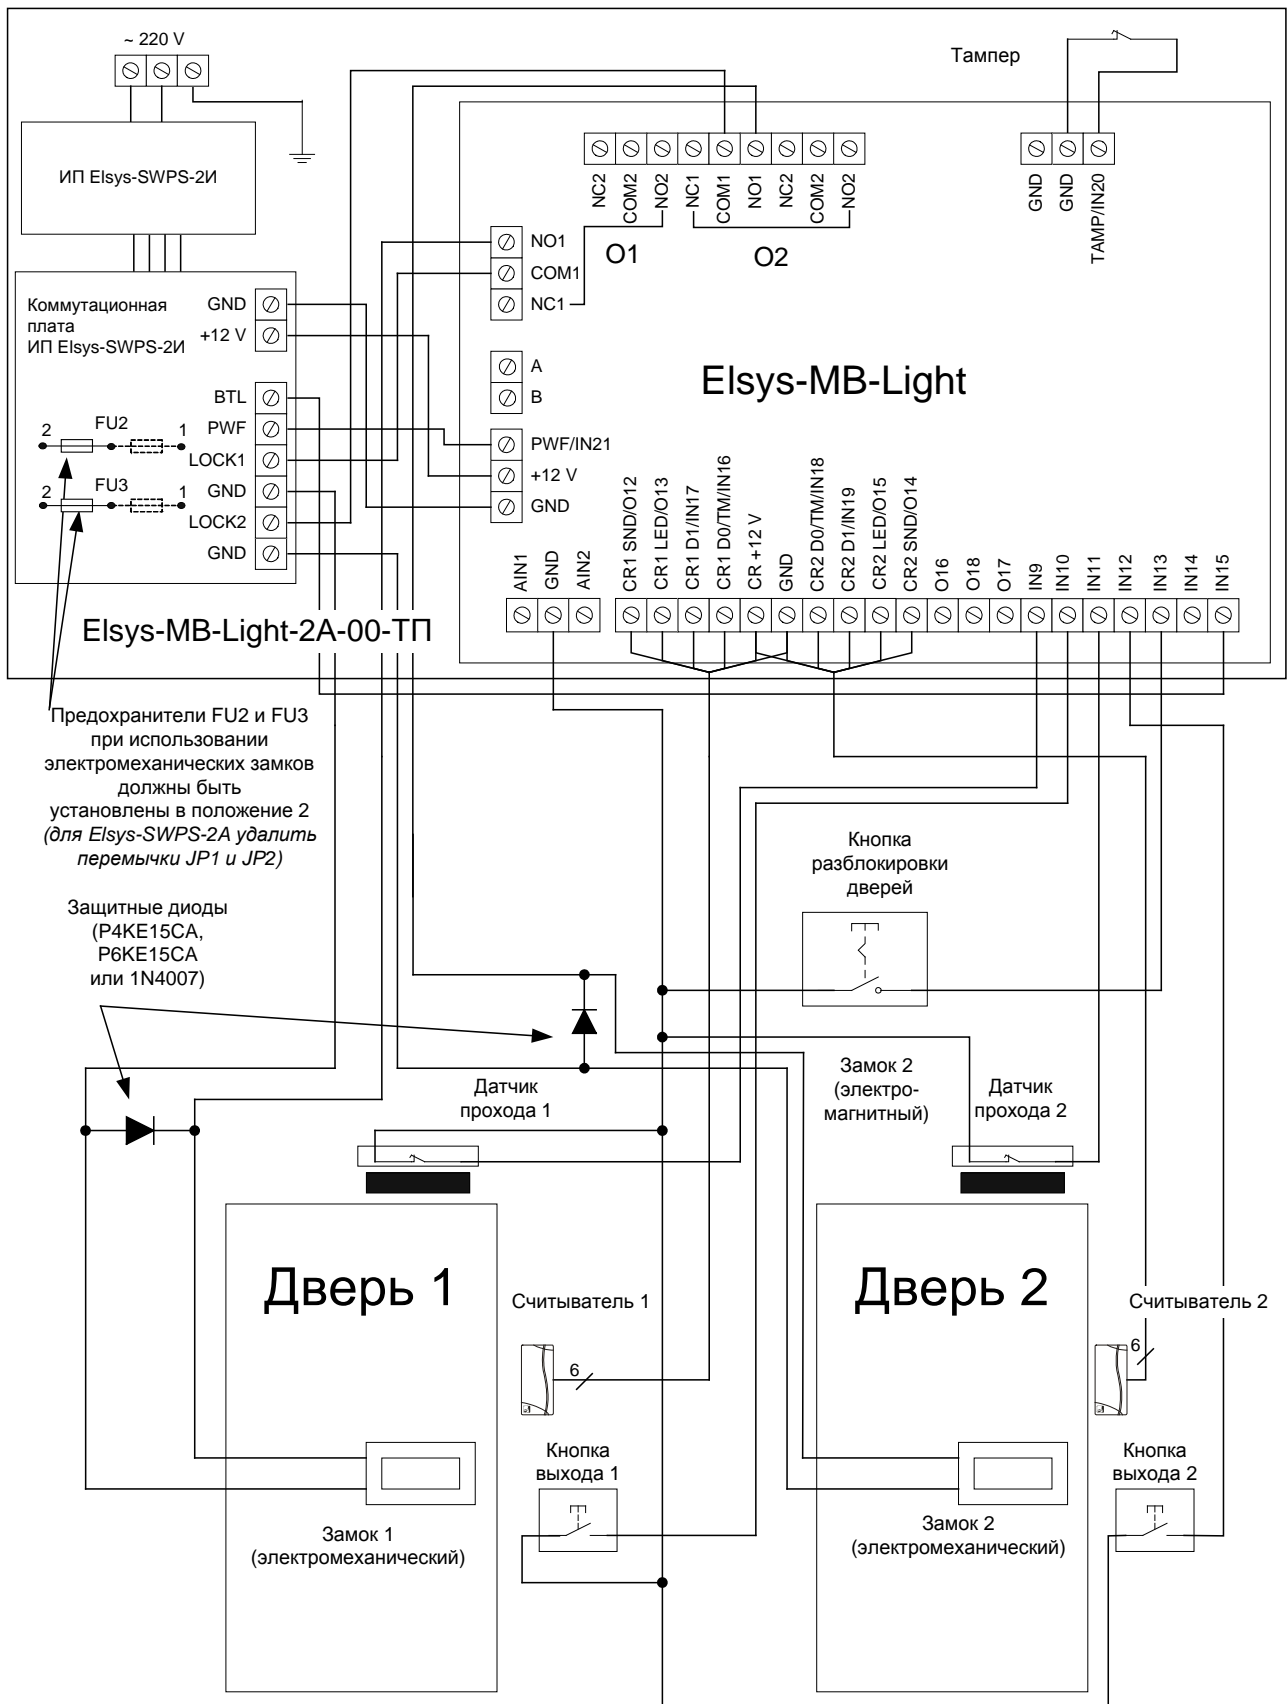 ~ 220 V
Тампер
ИП Elsys-SWPS-2И
NC2
COM2
NO2
NC1
COM1
NO1
NC2
COM2
NO2
GND
GND
TAMP/IN20
O1
O2
NO1
COM1
NC1
Коммутационная
плата
ИП Elsys-SWPS-2И
GND
+12 V
BTL
PWF
LOCK1
GND
LOCK2
GND
2
FU2
1
2
FU3
1
A
B
Elsys-MB-Light
PWF/IN21
+12 V
GND
AIN1
GND
AIN2
CR1 SND/O12
CR1 LED/O13
CR1 D1/IN17
CR1 D0/TM/IN16
CR +12 V
GND
CR2 D0/TM/IN18
CR2 D1/IN19
CR2 LED/O15
CR2 SND/O14
O16
O18
O17
IN9
IN10
IN11
IN12
IN13
IN14
IN15
Elsys-MB-Light-2A-00-ТП
Предохранители FU2 и FU3
при использовании
электромеханических замков
должны быть
установлены в положение 2
(для Elsys-SWPS-2A удалить
перемычки JP1 и JP2)
Защитные диоды
(P4KE15CA,
P6KE15CA
или 1N4007)
Кнопка
разблокировки
дверей
Датчик
прохода 1
Замок 2
(электро-
магнитный)
Датчик
прохода 2
Дверь 1
Считыватель 1
6
Дверь 2
Считыватель 2
6
Кнопка
выхода 1
Кнопка
выхода 2
Замок 1
(электромеханический)
Замок 2
(электромеханический)